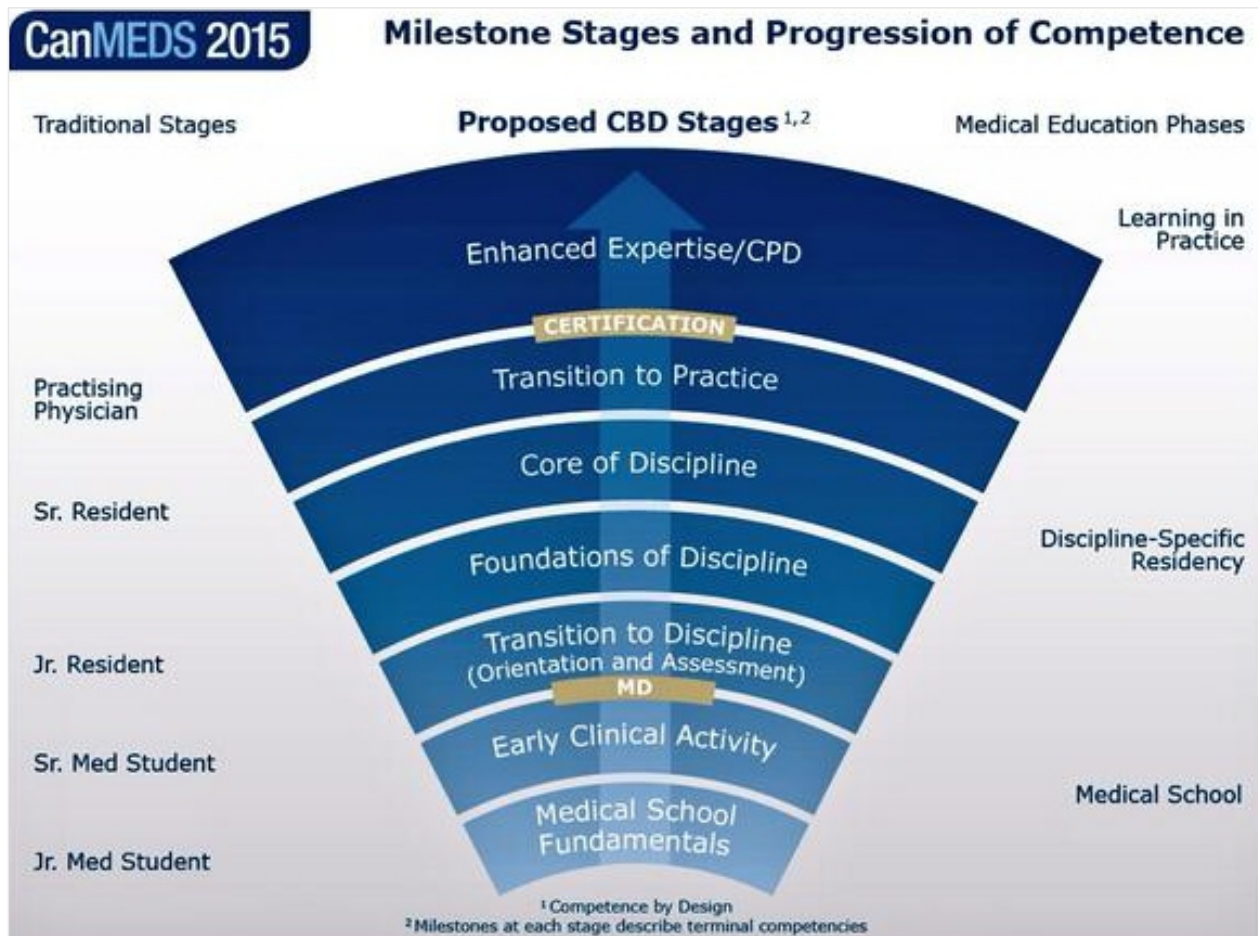 CanMEDS 2015
Milestone Stages and Progression of Competence
Traditional Stages
Proposed CBD Stages 1,2
Medical Education Phases
Enhanced Expertise/CPD
Learning in
Practice
CERTIFICATION
Transition to Practice
Practising
Physician
Core of Discipline
Sr. Resident
Foundations of Discipline
Discipline-Specific
Residency
Transition to Discipline
(Orientation and Assessment)
Jr. Resident
MD
Early Clinical Activity
Sr. Med Student
Medical School
Medical School
Fundamentals
Jr. Med Student
1 Competence by Design
2 Milestones at each stage describe terminal competencies